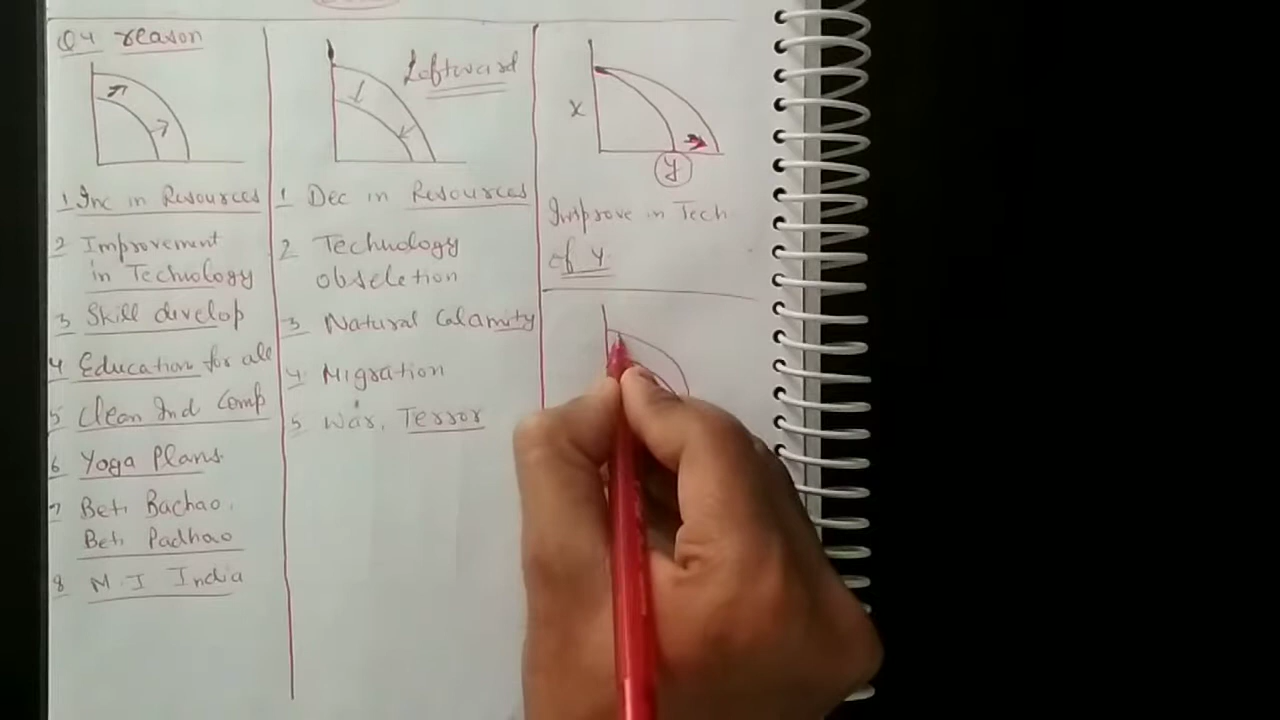 Q4 reason
1 Inc in Resources
2 Improvement
in Technology
3 Skill develop
4 Education for all
5 Clean Ind Comp
6 Yoga Plans.
7 Beti Bachao,
Beti Padhao
8 M. I India
Leftward
1 Dec in Resources
2 Technology
obseletion
3 Natural Calamity
4 Migration
5 War, Terror
X
y
Improve in Tech
of y